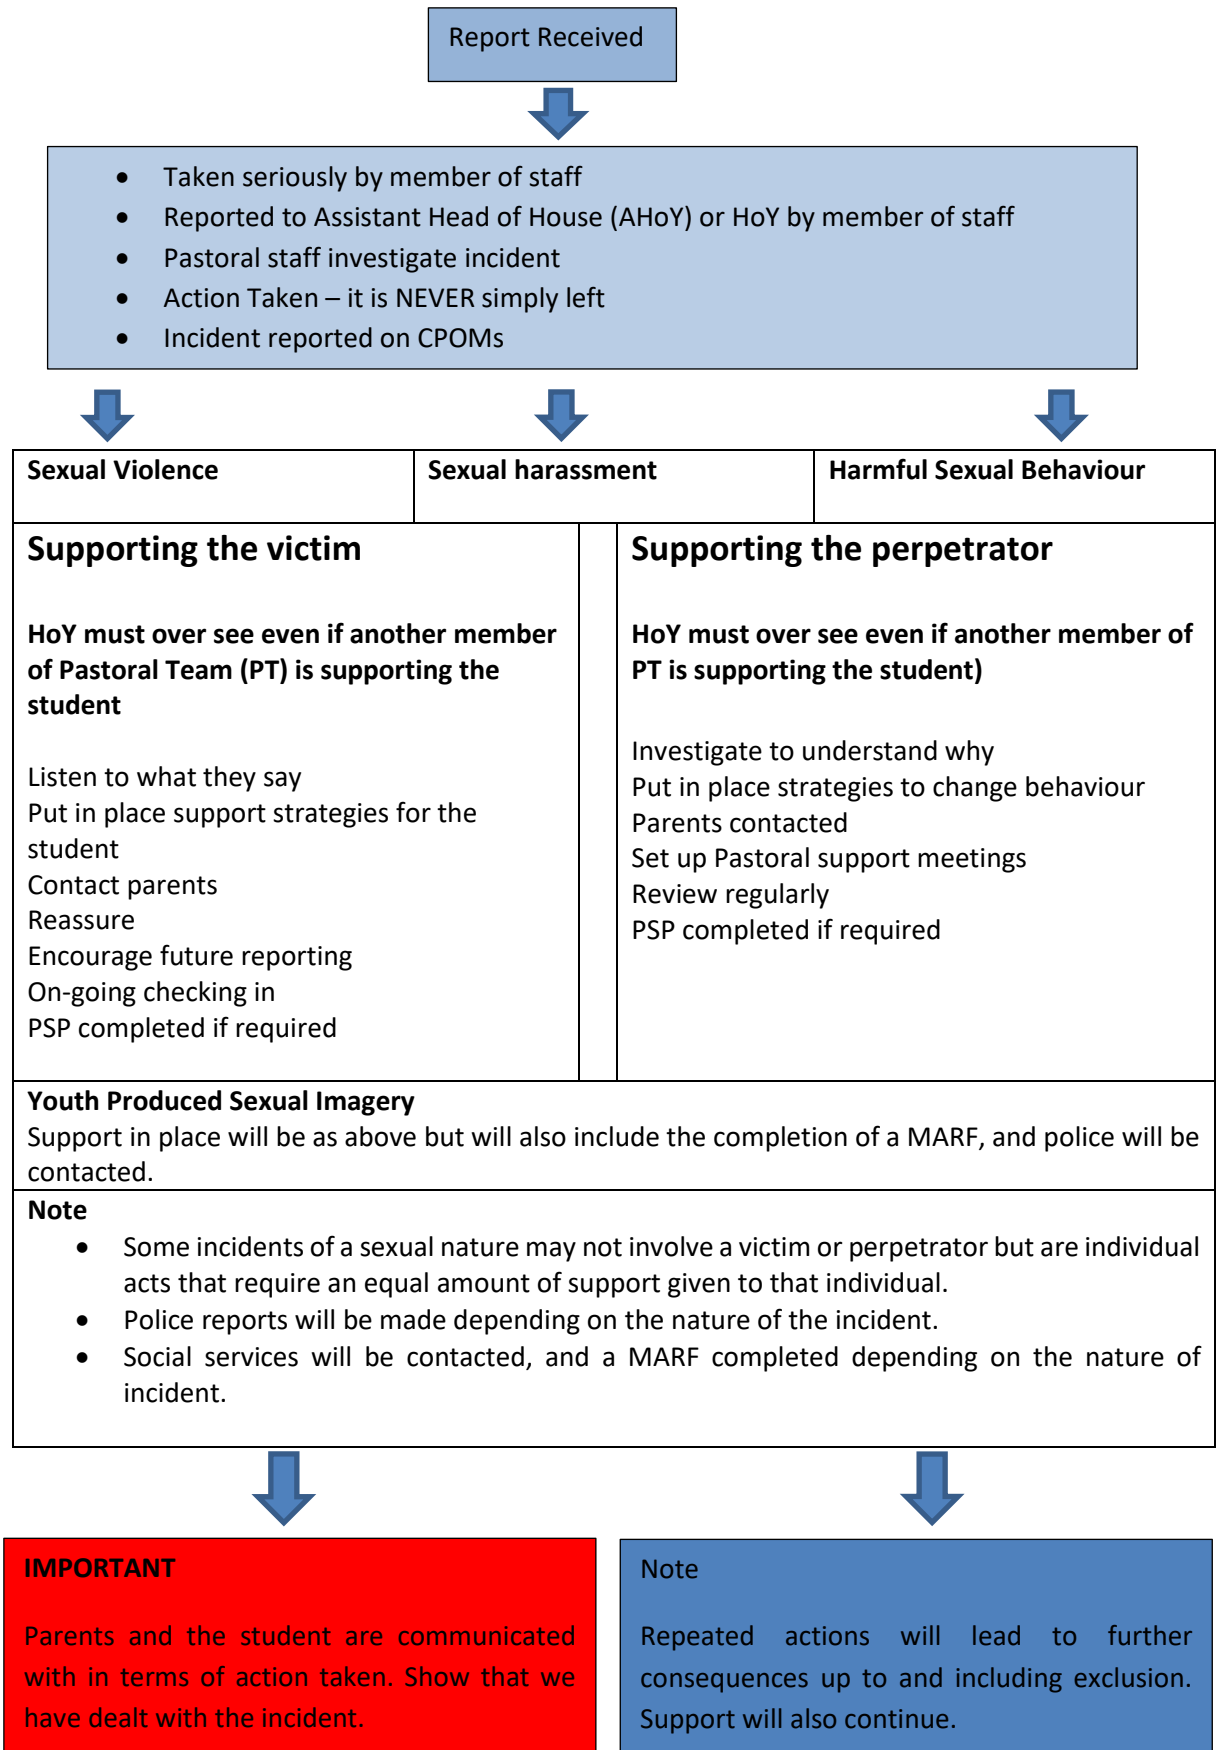 Report Received
• Taken seriously by member of staff
• Reported to Assistant Head of House (AHoY) or HoY by member of staff
• Pastoral staff investigate incident
• Action Taken – it is NEVER simply left
• Incident reported on CPOMs
Sexual Violence
Sexual harassment
Harmful Sexual Behaviour
Supporting the victim
HoY must over see even if another member
of Pastoral Team (PT) is supporting the
student
Listen to what they say
Put in place support strategies for the
student
Contact parents
Reassure
Encourage future reporting
On-going checking in
PSP completed if required
Supporting the perpetrator
HoY must over see even if another member of
PT is supporting the student)
Investigate to understand why
Put in place strategies to change behaviour
Parents contacted
Set up Pastoral support meetings
Review regularly
PSP completed if required
Youth Produced Sexual Imagery
Support in place will be as above but will also include the completion of a MARF, and police will be
contacted.
Note
• Some incidents of a sexual nature may not involve a victim or perpetrator but are individual
acts that require an equal amount of support given to that individual.
• Police reports will be made depending on the nature of the incident.
• Social services will be contacted, and a MARF completed depending on the nature of
incident.
IMPORTANT
Parents and the student are communicated
with in terms of action taken. Show that we
have dealt with the incident.
Note
Repeated actions will lead to further
consequences up to and including exclusion.
Support will also continue.